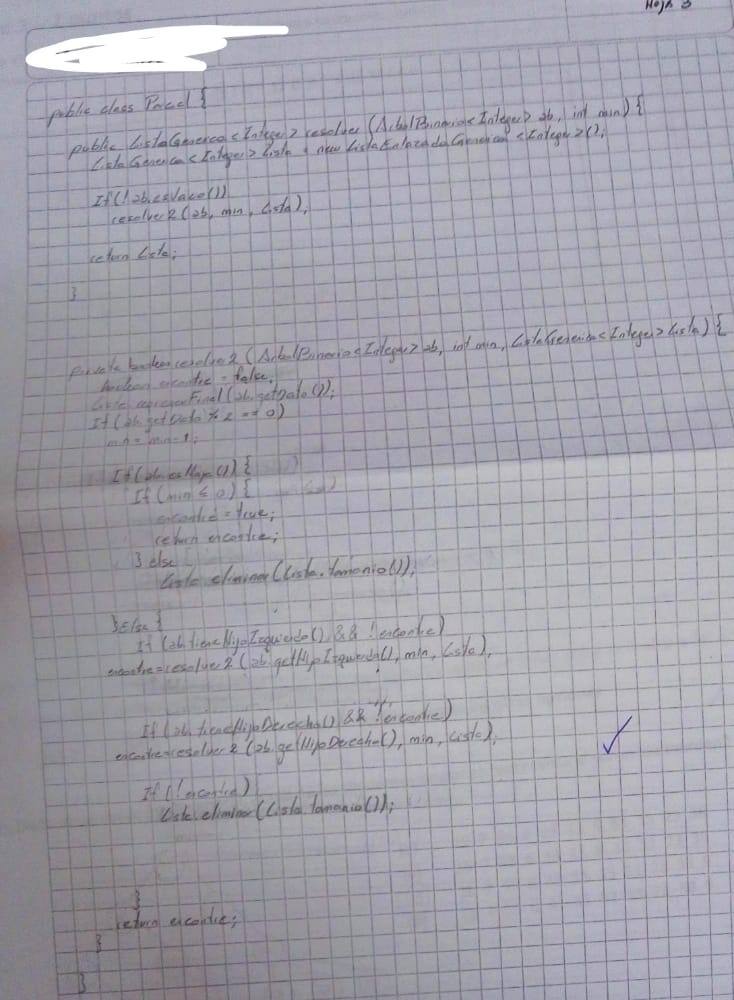 Hoja 3
public class Parcial {
public ListaGenerica<Integer> resolver (ArbolBinario<Integer> ab, int min) {
ListaGenerica<Integer> Lista = new ListaEnlazadaGenerica<Integer>();
If(!ab.esVacio())
resolver2(ab, min, Lista);
return Lista;
}
private boolean resolver2 (ArbolBinario<Integer> ab, int min, ListaGenerica<Integer> Lista) {
boolean encontre = false;
Lista.agregarFinal(ab.getDato());
If(ab.getDato % 2 == 0)
min = min-1;
If(ab.esHoja()) {
If (min ≤ 0) {
encontre = true;
return encontre;
} else
Lista.eliminar(Lista.tamanio());
}Else {
If (ab.tieneHijoIzquierdo() && !encontre)
encontre=resolver2 (ab.getHijoIzquierdo(), min, Lista);
If (ab.tieneHijoDerecho() && !encontre)
encontre=resolver2 (ab.getHijoDerecho(), min, Lista);
If (!encontre)
Lista.eliminar(Lista.tamanio());
}
return encontre;
}
}